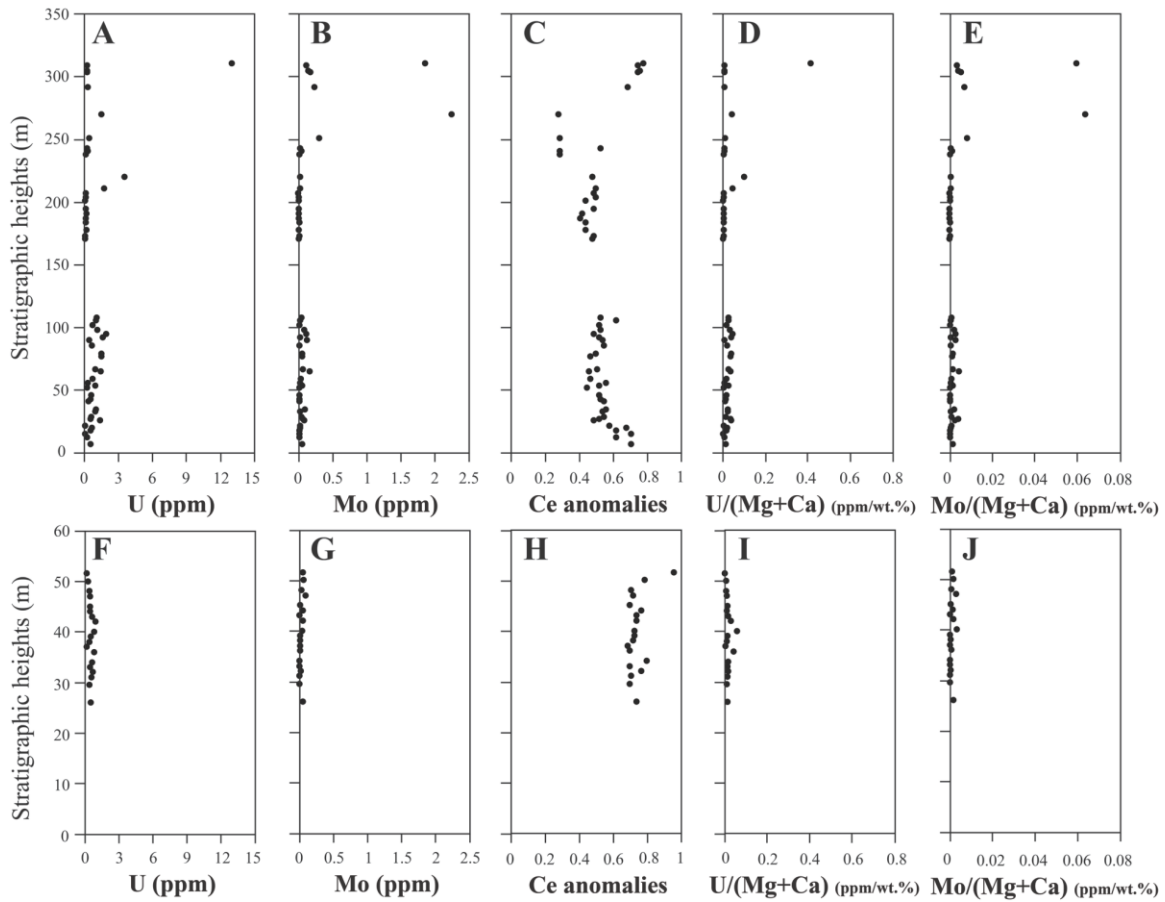 A B C D E
350
300
250
200
150
100
50
0
Stratigraphic heights (m)
0 3 6 9 12 15
0 0.5 1 1.5 2 2.5
0 0.2 0.4 0.6 0.8 1
0 0.2 0.4 0.6 0.8
0 0.02 0.04 0.06 0.08
U (ppm)
Mo (ppm)
Ce anomalies
U/(Mg+Ca) (ppm/wt.%)
Mo/(Mg+Ca) (ppm/wt.%)
F G H I J
60
50
40
30
20
10
0
Stratigraphic heights (m)
0 3 6 9 12 15
0 0.5 1 1.5 2 2.5
0 0.2 0.4 0.6 0.8 1
0 0.2 0.4 0.6 0.8
0 0.02 0.04 0.06 0.08
U (ppm)
Mo (ppm)
Ce anomalies
U/(Mg+Ca) (ppm/wt.%)
Mo/(Mg+Ca) (ppm/wt.%)